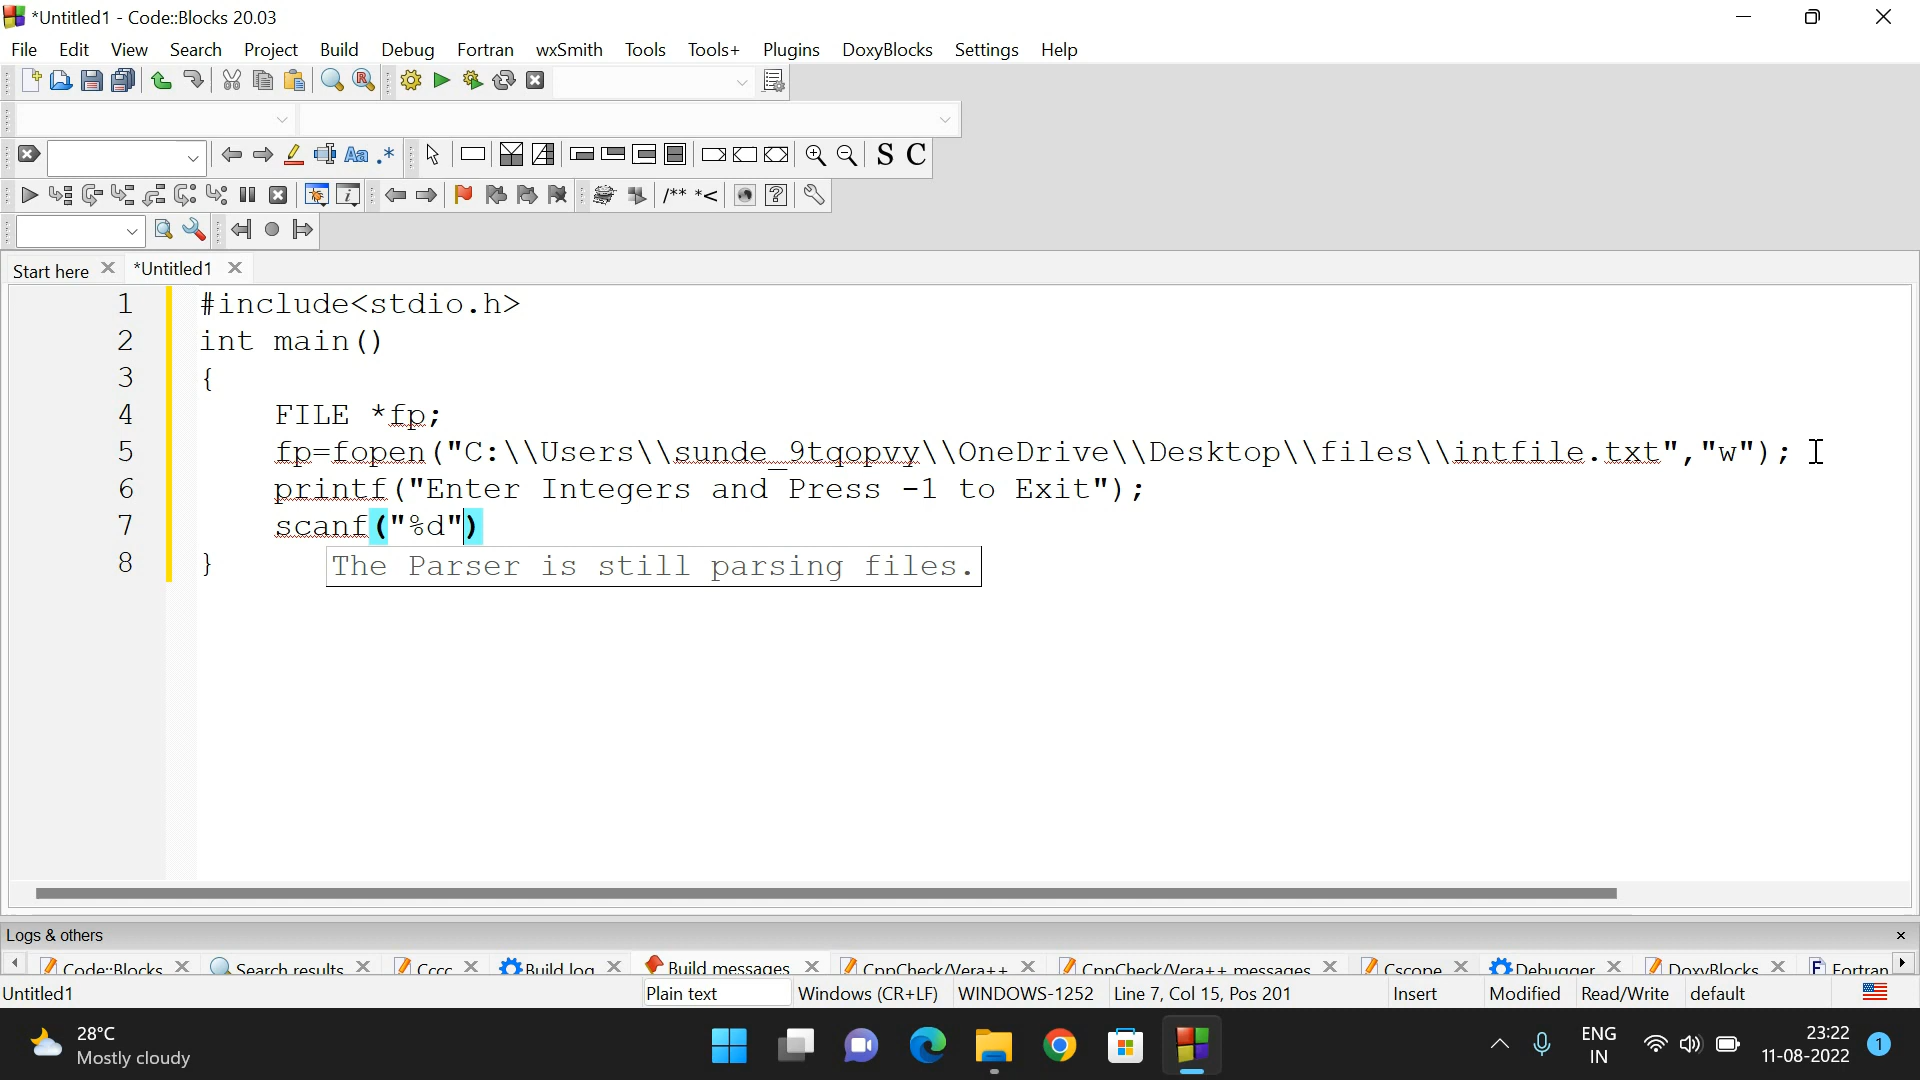 *Untitled1 - Code::Blocks 20.03
File Edit View Search Project Build Debug Fortran wxSmith Tools Tools+ Plugins DoxyBlocks Settings Help
Start here *Untitled1
1 #include<stdio.h>
2 int main()
3 {
4 FILE *fp;
5 fp=fopen("C:\\Users\\sunde_9tqopvy\\OneDrive\\Desktop\\files\\intfile.txt","w");
6 printf("Enter Integers and Press -1 to Exit");
7 scanf("%d")
8 }
The Parser is still parsing files.
Logs & others
Code::Blocks Search results Cccc Build log Build messages CppCheck/Vera++ CppCheck/Vera++ messages Cscope Debugger DoxyBlocks Fortran
Untitled1 Plain text Windows (CR+LF) WINDOWS-1252 Line 7, Col 15, Pos 201 Insert Modified Read/Write default
28°C
Mostly cloudy
ENG
IN
23:22
11-08-2022
1